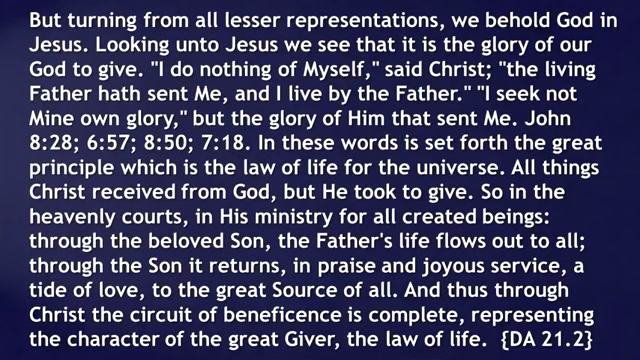 But turning from all lesser representations, we behold God in
Jesus. Looking unto Jesus we see that it is the glory of our
God to give. "I do nothing of Myself," said Christ; "the living
Father hath sent Me, and I live by the Father." "I seek not
Mine own glory," but the glory of Him that sent Me. John
8:28; 6:57; 8:50; 7:18. In these words is set forth the great
principle which is the law of life for the universe. All things
Christ received from God, but He took to give. So in the
heavenly courts, in His ministry for all created beings:
through the beloved Son, the Father's life flows out to all;
through the Son it returns, in praise and joyous service, a
tide of love, to the great Source of all. And thus through
Christ the circuit of beneficence is complete, representing
the character of the great Giver, the law of life. {DA 21.2}